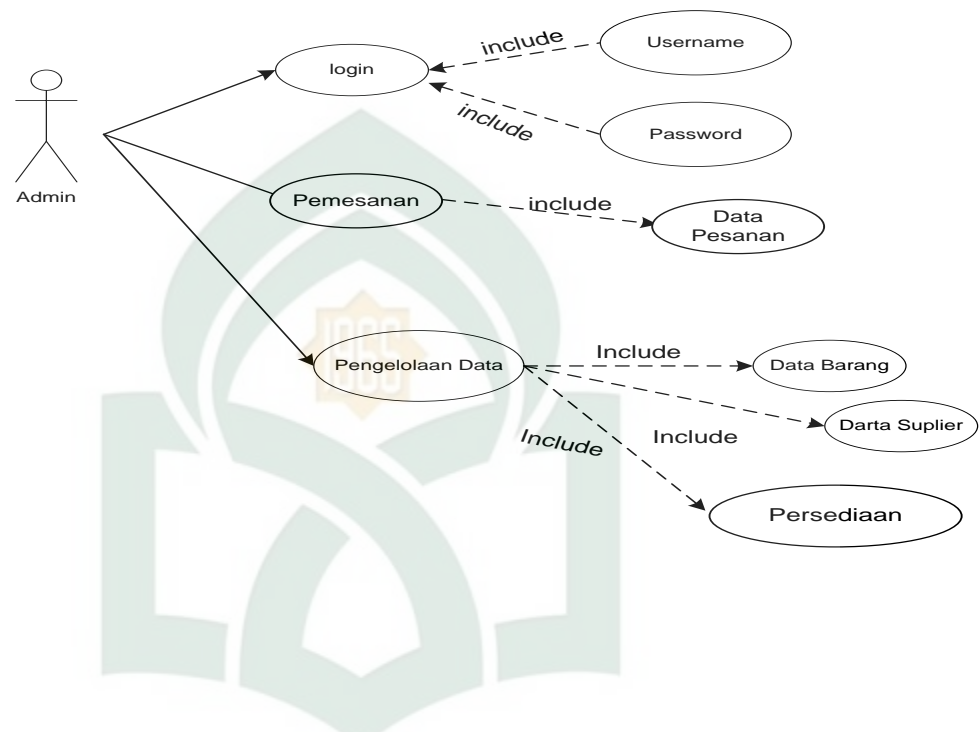 include
Username
login
include
Password
Admin
Pemesanan
include
Data
Pesanan
1965
Pengelolaan Data
Include
Data Barang
Darta Suplier
Include
Include
Persediaan